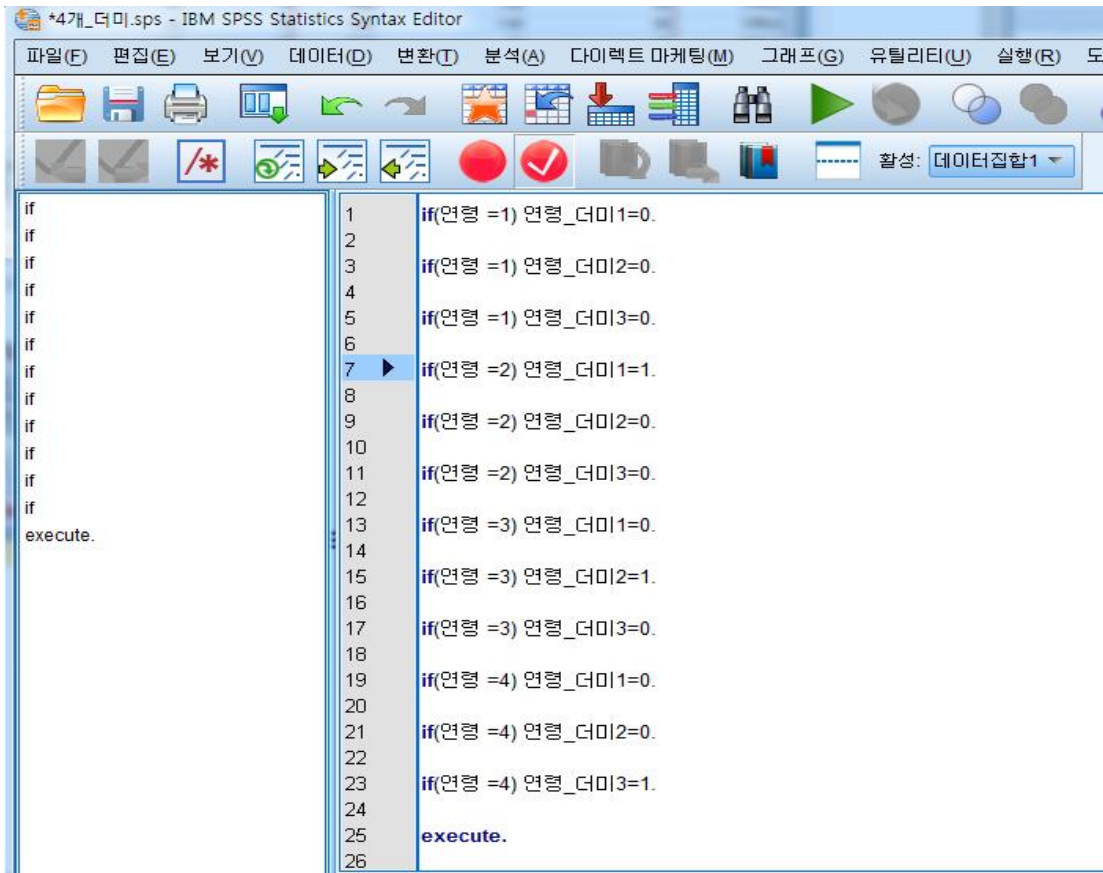 *4개_더미.sps - IBM SPSS Statistics Syntax Editor
파일(F) 편집(E) 보기(V) 데이터(D) 변환(T) 분석(A) 다이렉트 마케팅(M) 그래프(G) 유틸리티(U) 실행(R) 도
활성: 데이터집합1
if
if
if
if
if
if
if
if
if
if
if
if
execute.
1 if(연령 =1) 연령_더미1=0.
2
3 if(연령 =1) 연령_더미2=0.
4
5 if(연령 =1) 연령_더미3=0.
6
7 if(연령 =2) 연령_더미1=1.
8
9 if(연령 =2) 연령_더미2=0.
10
11 if(연령 =2) 연령_더미3=0.
12
13 if(연령 =3) 연령_더미1=0.
14
15 if(연령 =3) 연령_더미2=1.
16
17 if(연령 =3) 연령_더미3=0.
18
19 if(연령 =4) 연령_더미1=0.
20
21 if(연령 =4) 연령_더미2=0.
22
23 if(연령 =4) 연령_더미3=1.
24
25 execute.
26